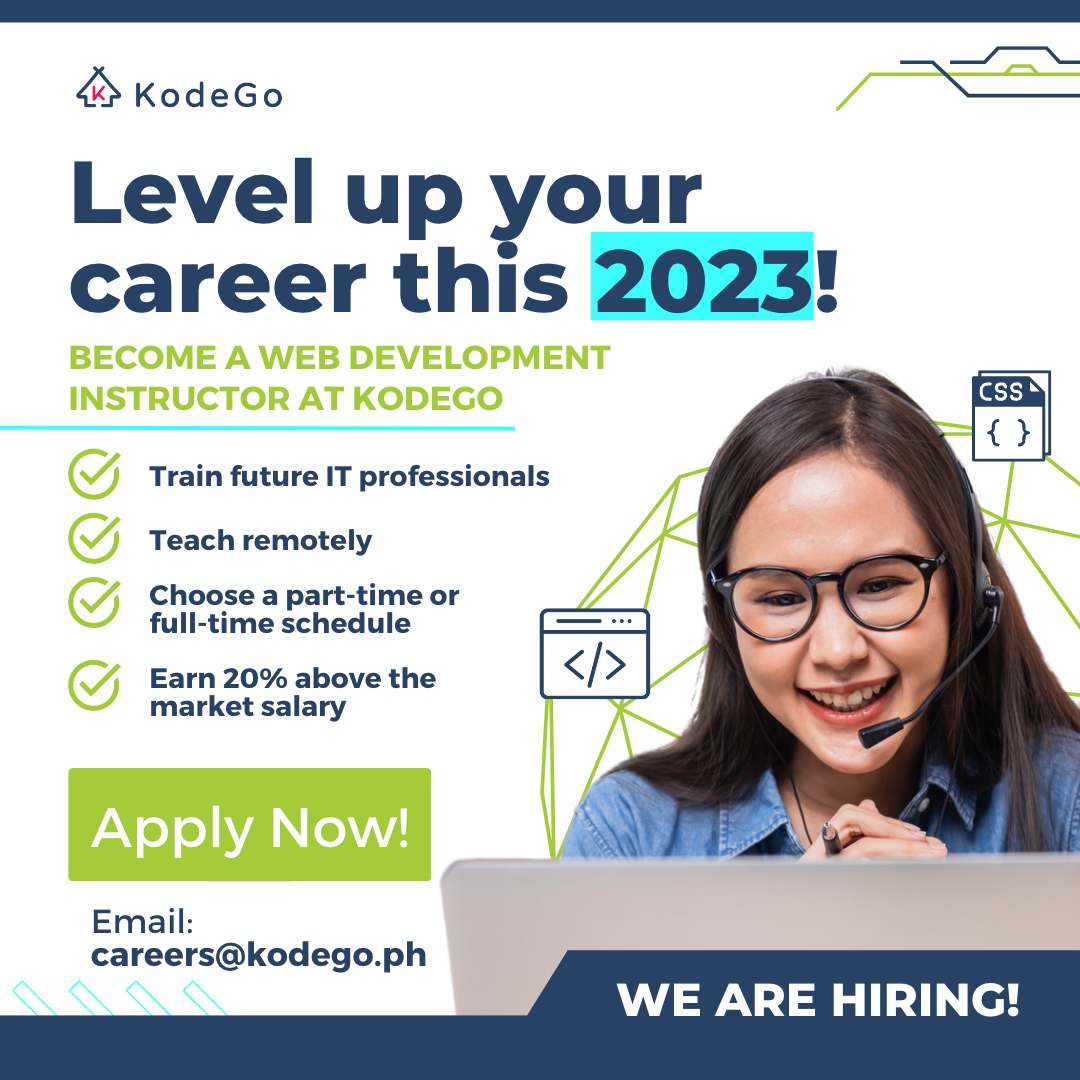 KodeGo
Level up your
career this 2023!
BECOME A WEB DEVELOPMENT
INSTRUCTOR AT KODEGO
Train future IT professionals
Teach remotely
Choose a part-time or
full-time schedule
Earn 20% above the
market salary
CSS
{ }
</>
Apply Now!
Email:
careers@kodego.ph
WE ARE HIRING!